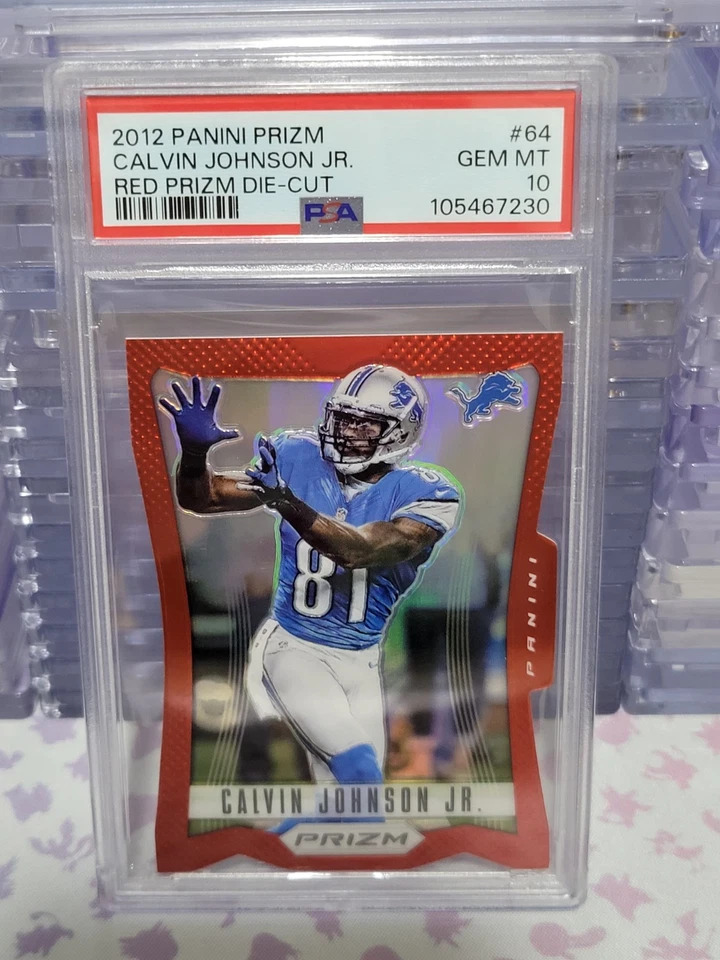 2012 PANINI PRIZM #64
CALVIN JOHNSON JR. GEM MT
RED PRIZM DIE-CUT 10
PSA 105467230
81
81
PANINI
CALVIN JOHNSON JR.
PRIZM